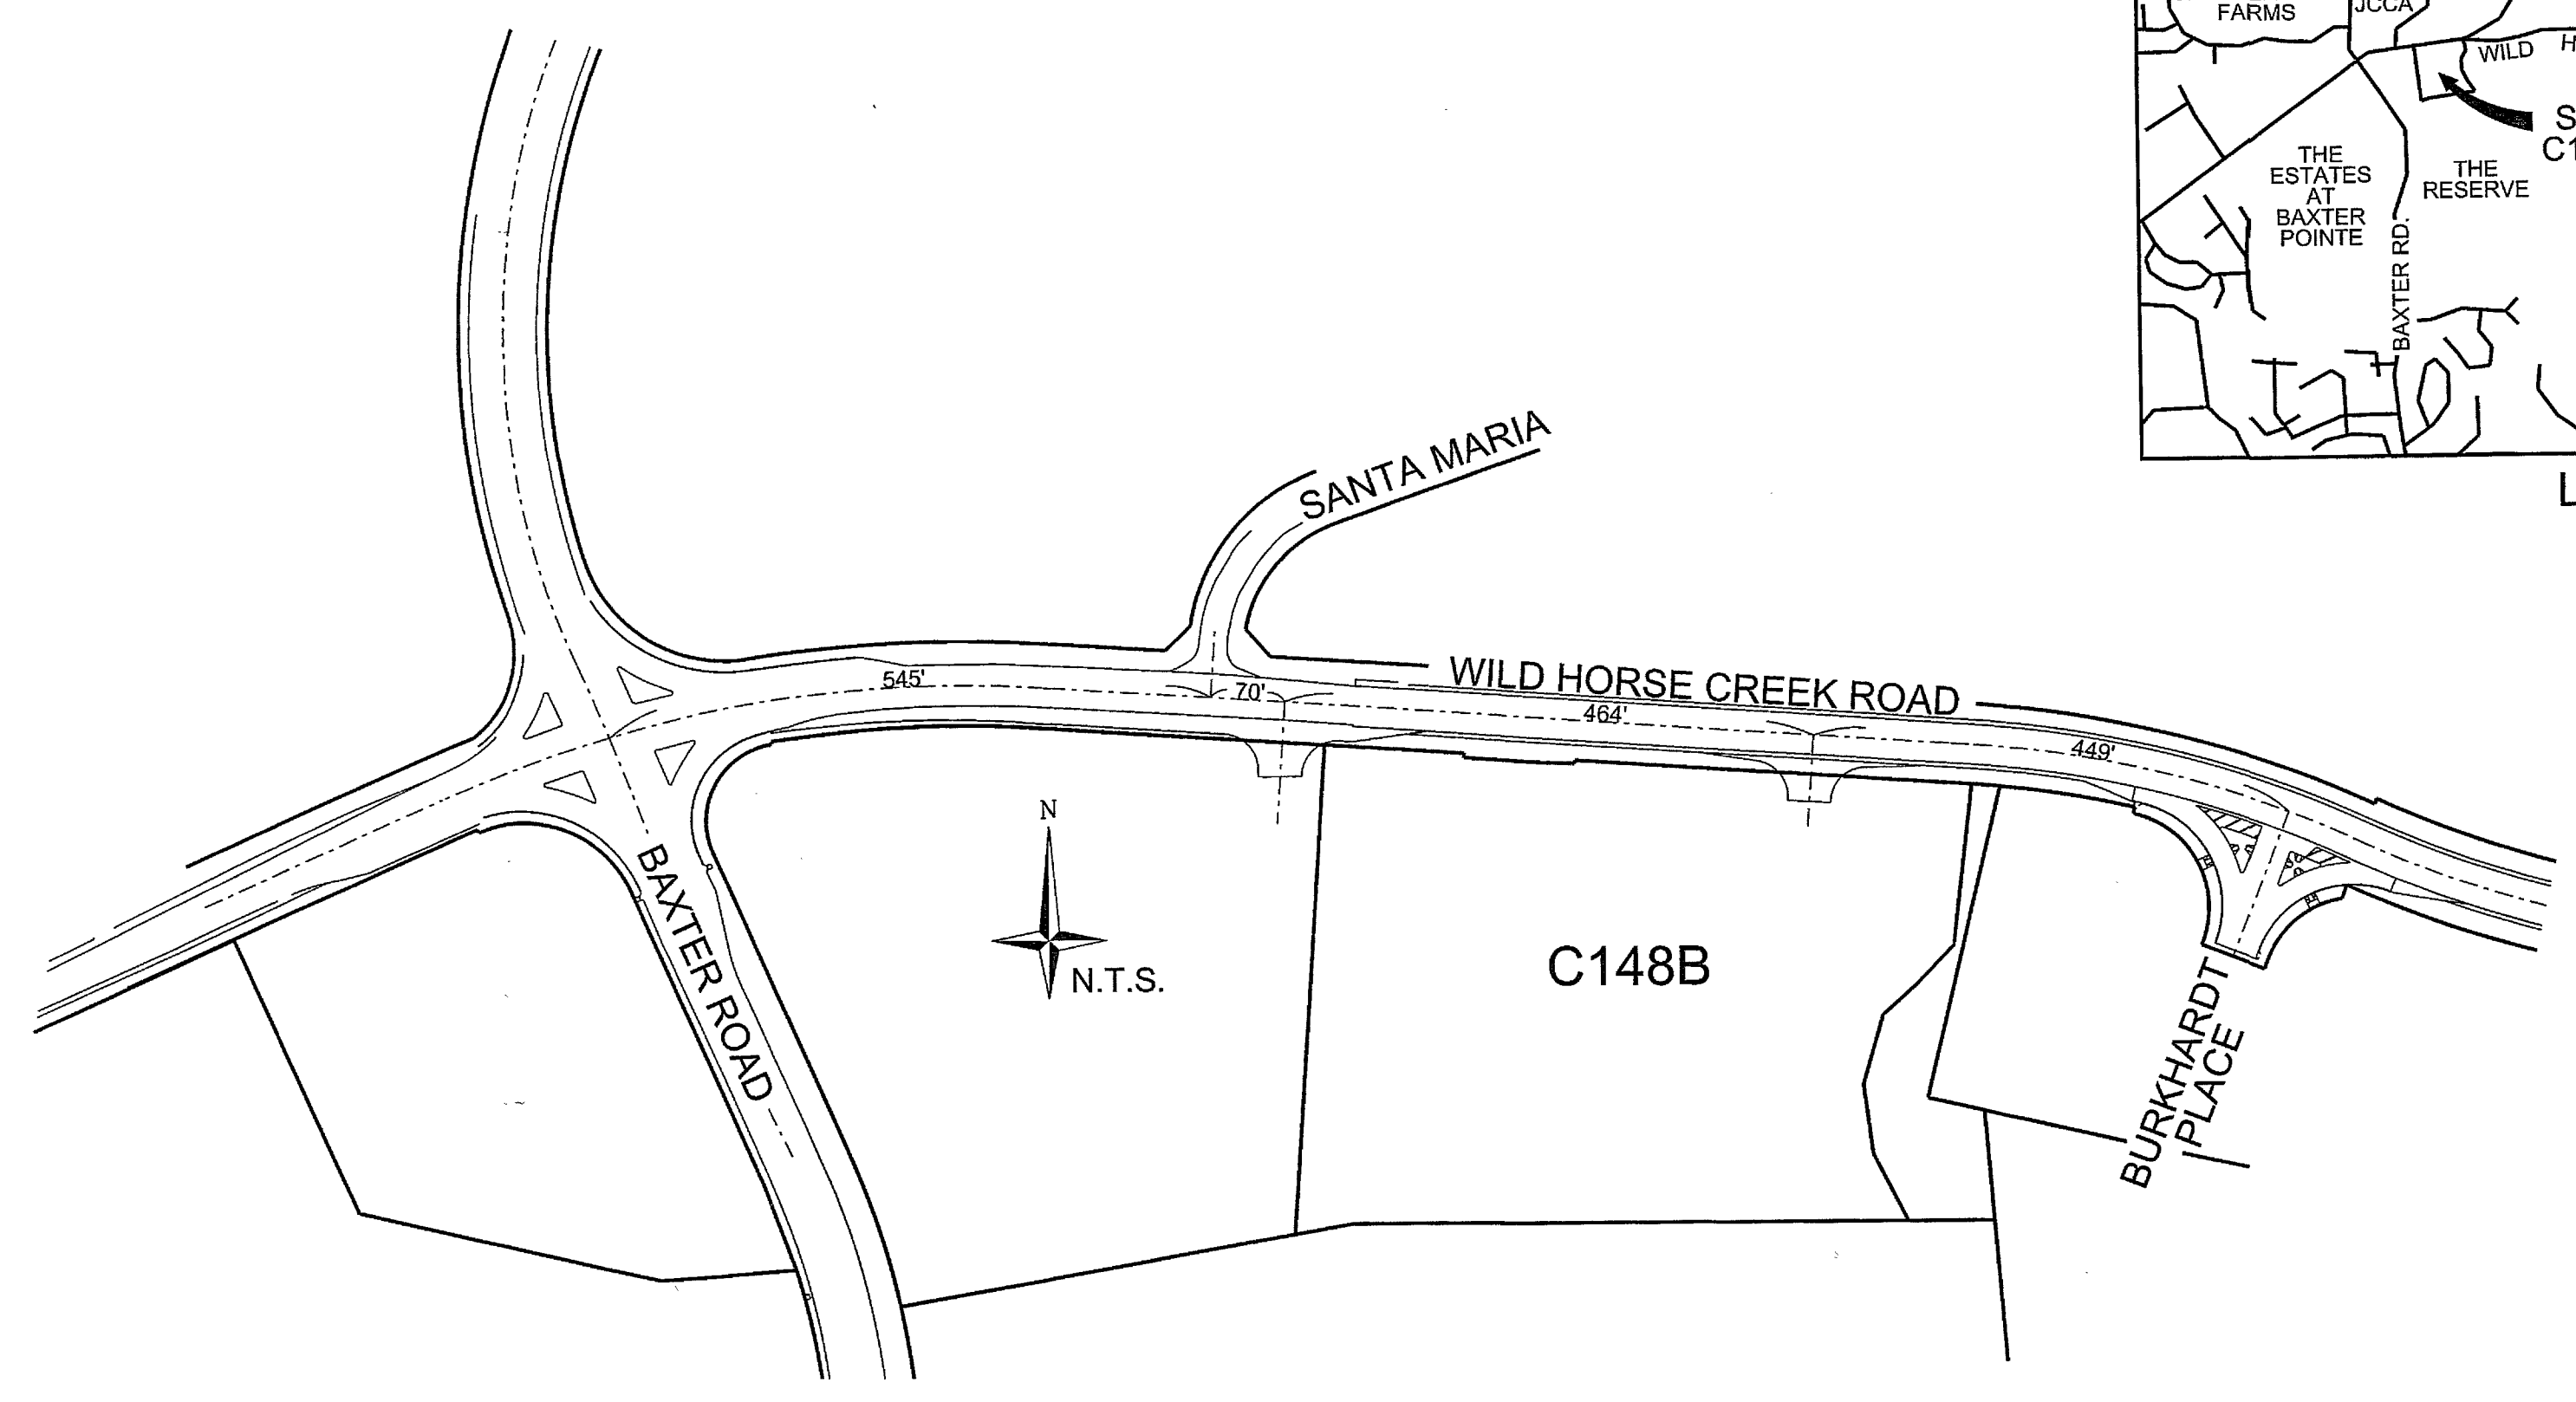 FARMS
JCCA
WILD H
S
C1
THE
ESTATES
AT
BAXTER
POINTE
THE
RESERVE
BAXTER RD.
L
SANTA MARIA
WILD HORSE CREEK ROAD
545'
70'
464'
449'
BAXTER ROAD
N
N.T.S.
C148B
BURKHARDT
PLACE